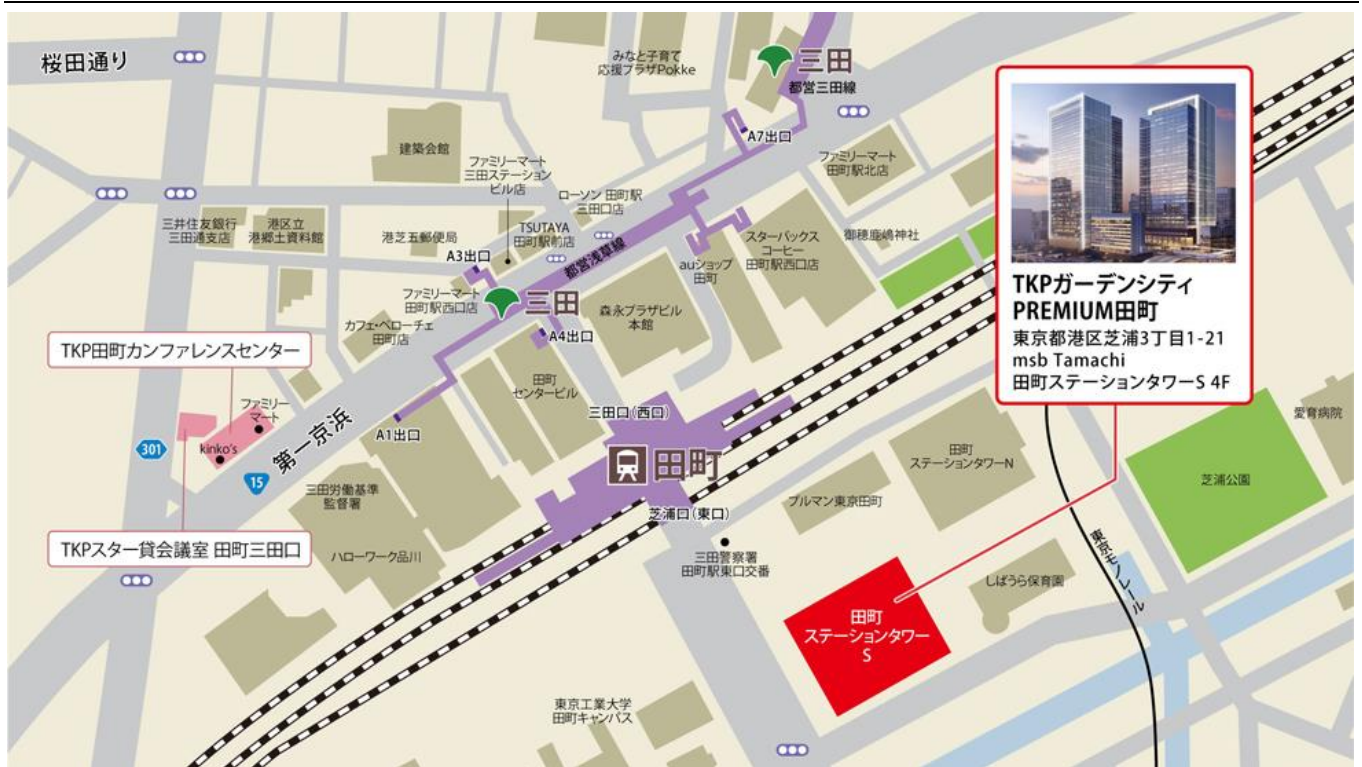 桜田通り
みなと子育て
応援プラザPokke
三田
都営三田線
A7出口
建築会館
ファミリーマート
三田ステーション
ビル店
ローソン 田町駅
三田口店
ファミリーマート
田町駅北店
三井住友銀行
三田通支店
港区立
港郷土資料館
港芝五郵便局
TSUTAYA
田町駅前店
A3出口
都営浅草線
auショップ
田町
スターバックス
コーヒー
田町駅西口店
御穂鹿嶋神社
TKPガーデンシティ
PREMIUM田町
東京都港区芝浦3丁目1-21
msb Tamachi
田町ステーションタワーS 4F
ファミリーマート
田町駅西口店
三田
カフェ・ベローチェ
田町店
A4出口
森永プラザビル
本館
TKP田町カンファレンスセンター
田町
センタービル
三田口(西口)
ファミリー
マート
kinko's
A1出口
第一京浜
301
15
田町
田町
ステーションタワーN
愛育病院
芝浦公園
三田労働基準
監督署
プルマン東京田町
芝浦口(東口)
TKPスター貸会議室 田町三田口
ハローワーク品川
三田警察署
田町駅東口交番
しばうら保育園
東京モノレール
田町
ステーションタワー
S
東京工業大学
田町キャンパス